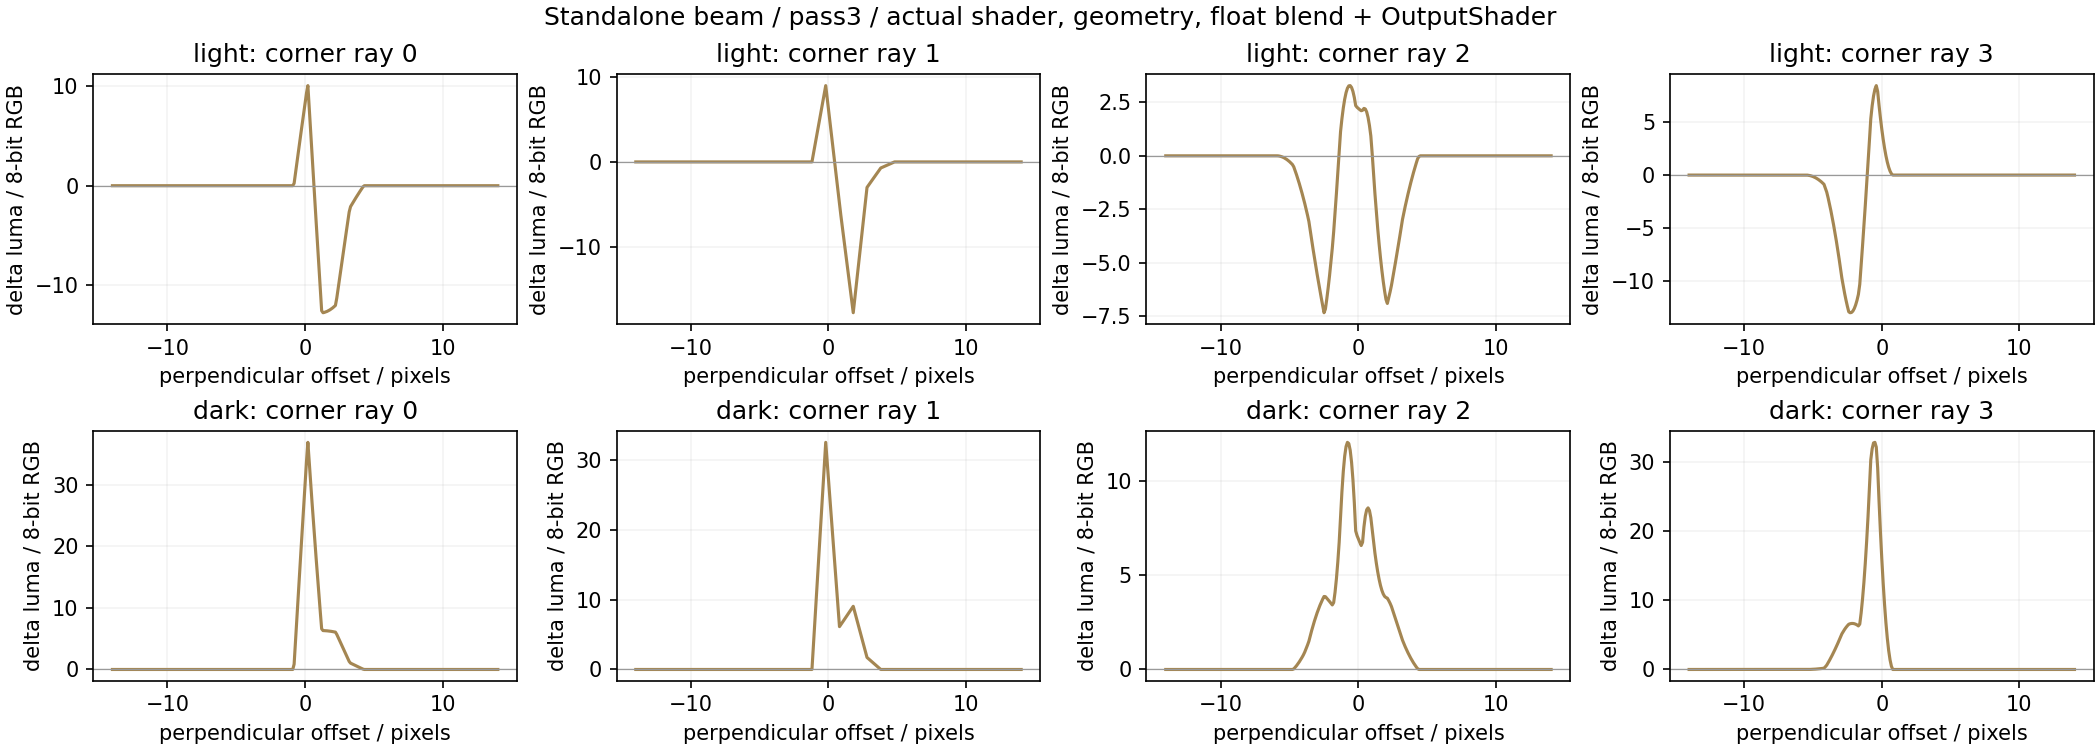 Standalone beam / pass3 / actual shader, geometry, float blend + OutputShader
light: corner ray 0
delta luma / 8-bit RGB
10
0
−10
−10
0
10
perpendicular offset / pixels
light: corner ray 1
delta luma / 8-bit RGB
10
0
−10
−10
0
10
perpendicular offset / pixels
light: corner ray 2
delta luma / 8-bit RGB
2.5
0.0
−2.5
−5.0
−7.5
−10
0
10
perpendicular offset / pixels
light: corner ray 3
delta luma / 8-bit RGB
5
0
−5
−10
−10
0
10
perpendicular offset / pixels
dark: corner ray 0
delta luma / 8-bit RGB
30
20
10
0
−10
0
10
perpendicular offset / pixels
dark: corner ray 1
delta luma / 8-bit RGB
30
20
10
0
−10
0
10
perpendicular offset / pixels
dark: corner ray 2
delta luma / 8-bit RGB
10
5
0
−10
0
10
perpendicular offset / pixels
dark: corner ray 3
delta luma / 8-bit RGB
30
20
10
0
−10
0
10
perpendicular offset / pixels